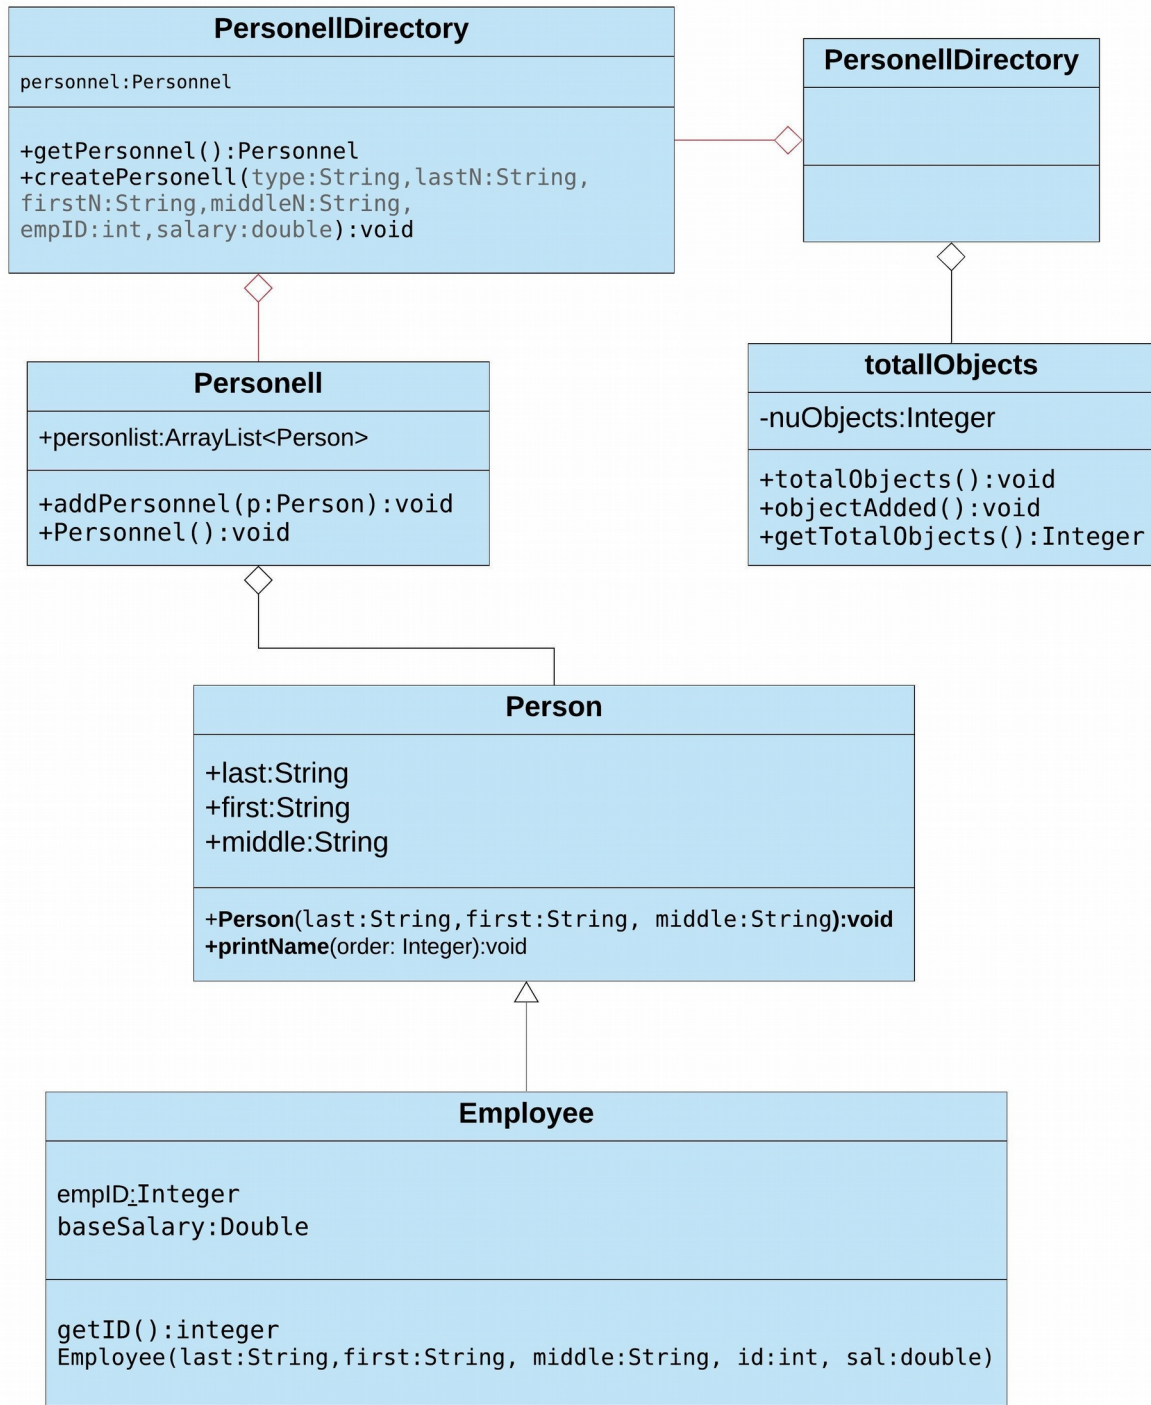 PersonellDirectory
personnel:Personnel
+getPersonnel():Personnel
+createPersonell(type:String,lastN:String,
firstN:String,middleN:String,
empID:int,salary:double):void
PersonellDirectory
Personell
+personlist:ArrayList<Person>
+addPersonnel(p:Person):void
+Personnel():void
totallObjects
-nuObjects:Integer
+totalObjects():void
+objectAdded():void
+getTotalObjects():Integer
Person
+last:String
+first:String
+middle:String
+Person(last:String,first:String, middle:String):void
+printName(order: Integer):void
Employee
empID:Integer
baseSalary:Double
getID():integer
Employee(last:String,first:String, middle:String, id:int, sal:double)